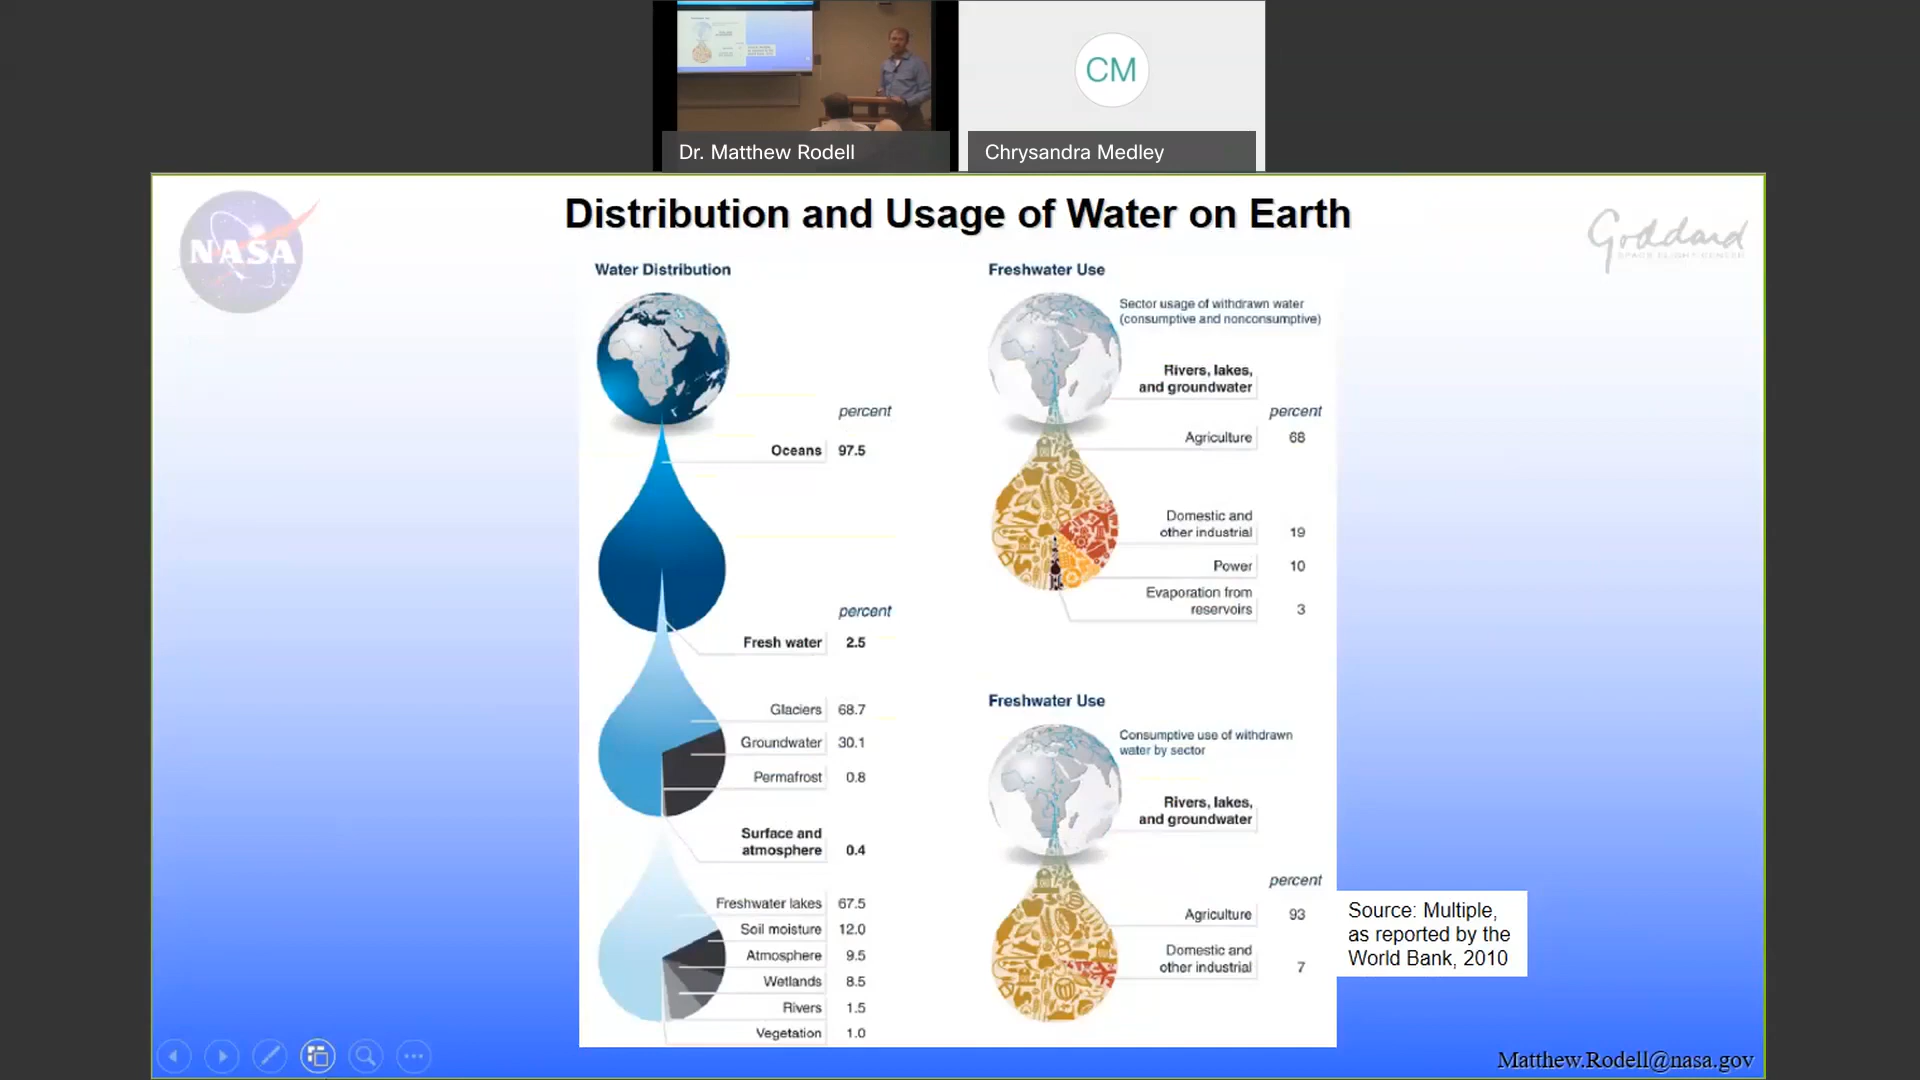 CM
Dr. Matthew Rodell
Chrysandra Medley
NASA
Distribution and Usage of Water on Earth
Goddard
SPACE FLIGHT CENTER
Water Distribution
percent
Oceans 97.5
percent
Fresh water 2.5
Glaciers 68.7
Groundwater 30.1
Permafrost 0.8
Surface and
atmosphere 0.4
Freshwater lakes 67.5
Soil moisture 12.0
Atmosphere 9.5
Wetlands 8.5
Rivers 1.5
Vegetation 1.0
Freshwater Use
Sector usage of withdrawn water
(consumptive and nonconsumptive)
Rivers, lakes,
and groundwater
percent
Agriculture 68
Domestic and
other industrial 19
Power 10
Evaporation from
reservoirs 3
Freshwater Use
Consumptive use of withdrawn
water by sector
Rivers, lakes,
and groundwater
percent
Agriculture 93
Domestic and
other industrial 7
Source: Multiple,
as reported by the
World Bank, 2010
Matthew.Rodell@nasa.gov